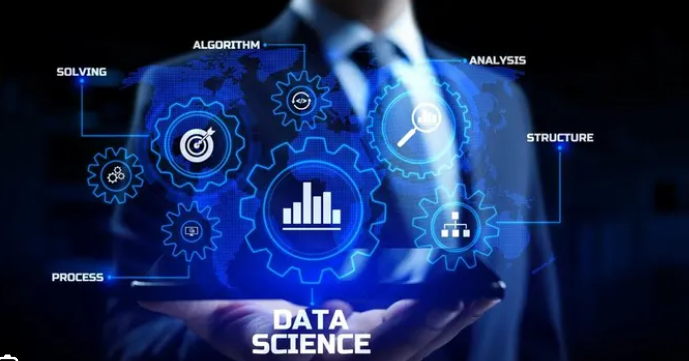 ALGORITHM
ANALYSIS
SOLVING
STRUCTURE
PROCESS
DATA
SCIENCE